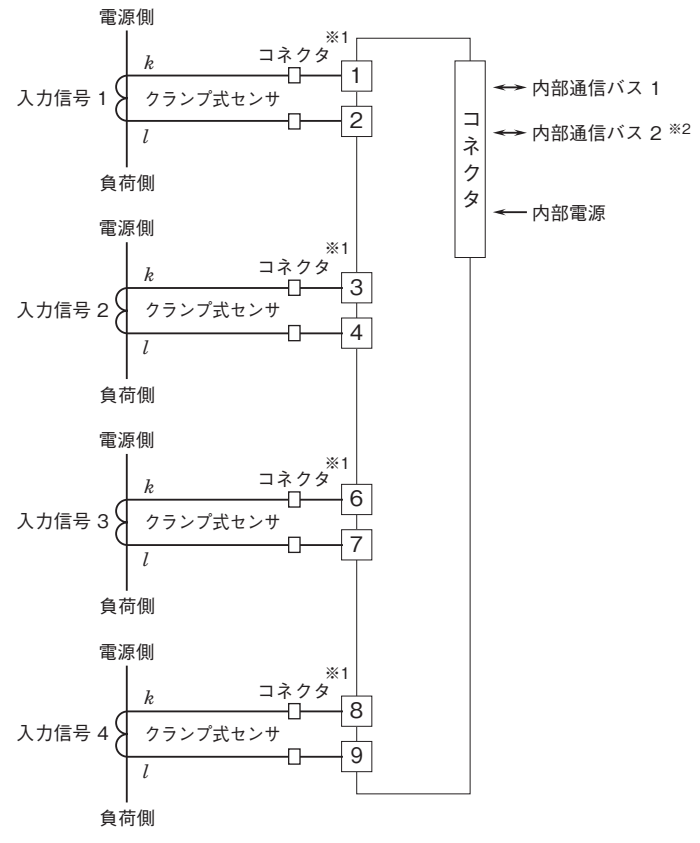 電源側
k
コネクタ ※1
1
入力信号 1
クランプ式センサ
2
l
負荷側
電源側
k
コネクタ ※1
3
入力信号 2
クランプ式センサ
4
l
負荷側
電源側
k
コネクタ ※1
6
入力信号 3
クランプ式センサ
7
l
負荷側
電源側
k
コネクタ ※1
8
入力信号 4
クランプ式センサ
9
l
負荷側
コネクタ
内部通信バス 1
内部通信バス 2 ※2
内部電源